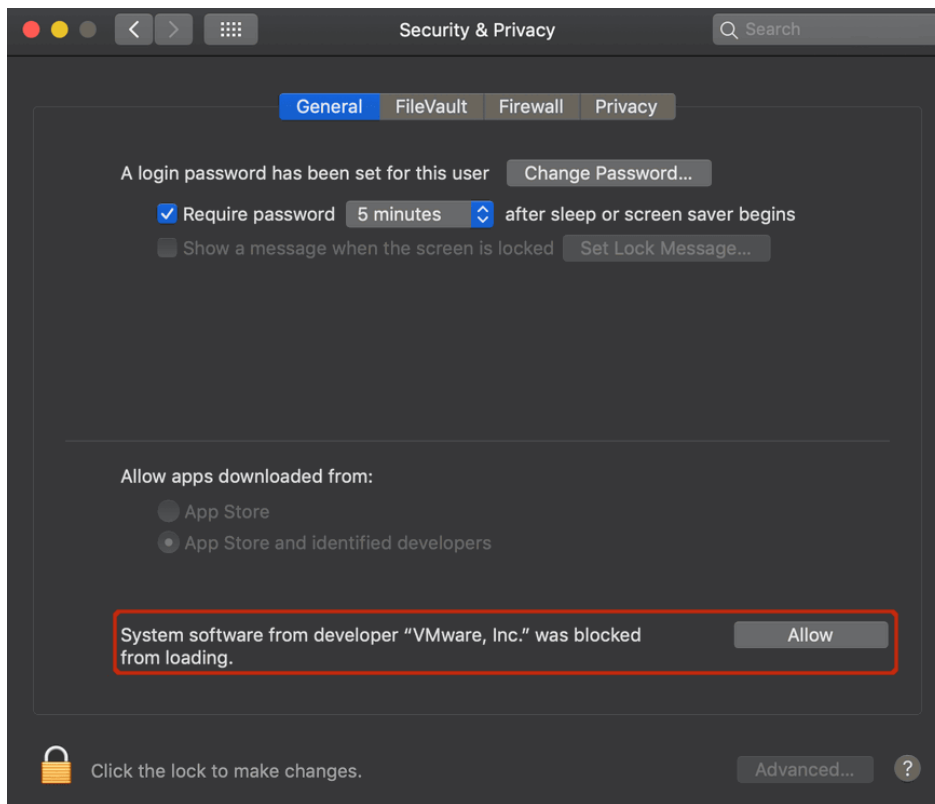 Security & Privacy
Search
General
FileVault
Firewall
Privacy
A login password has been set for this user
Change Password...
Require password
5 minutes
after sleep or screen saver begins
Show a message when the screen is locked
Set Lock Message...
Allow apps downloaded from:
App Store
App Store and identified developers
System software from developer “VMware, Inc.” was blocked
from loading.
Allow
Click the lock to make changes.
Advanced...
?